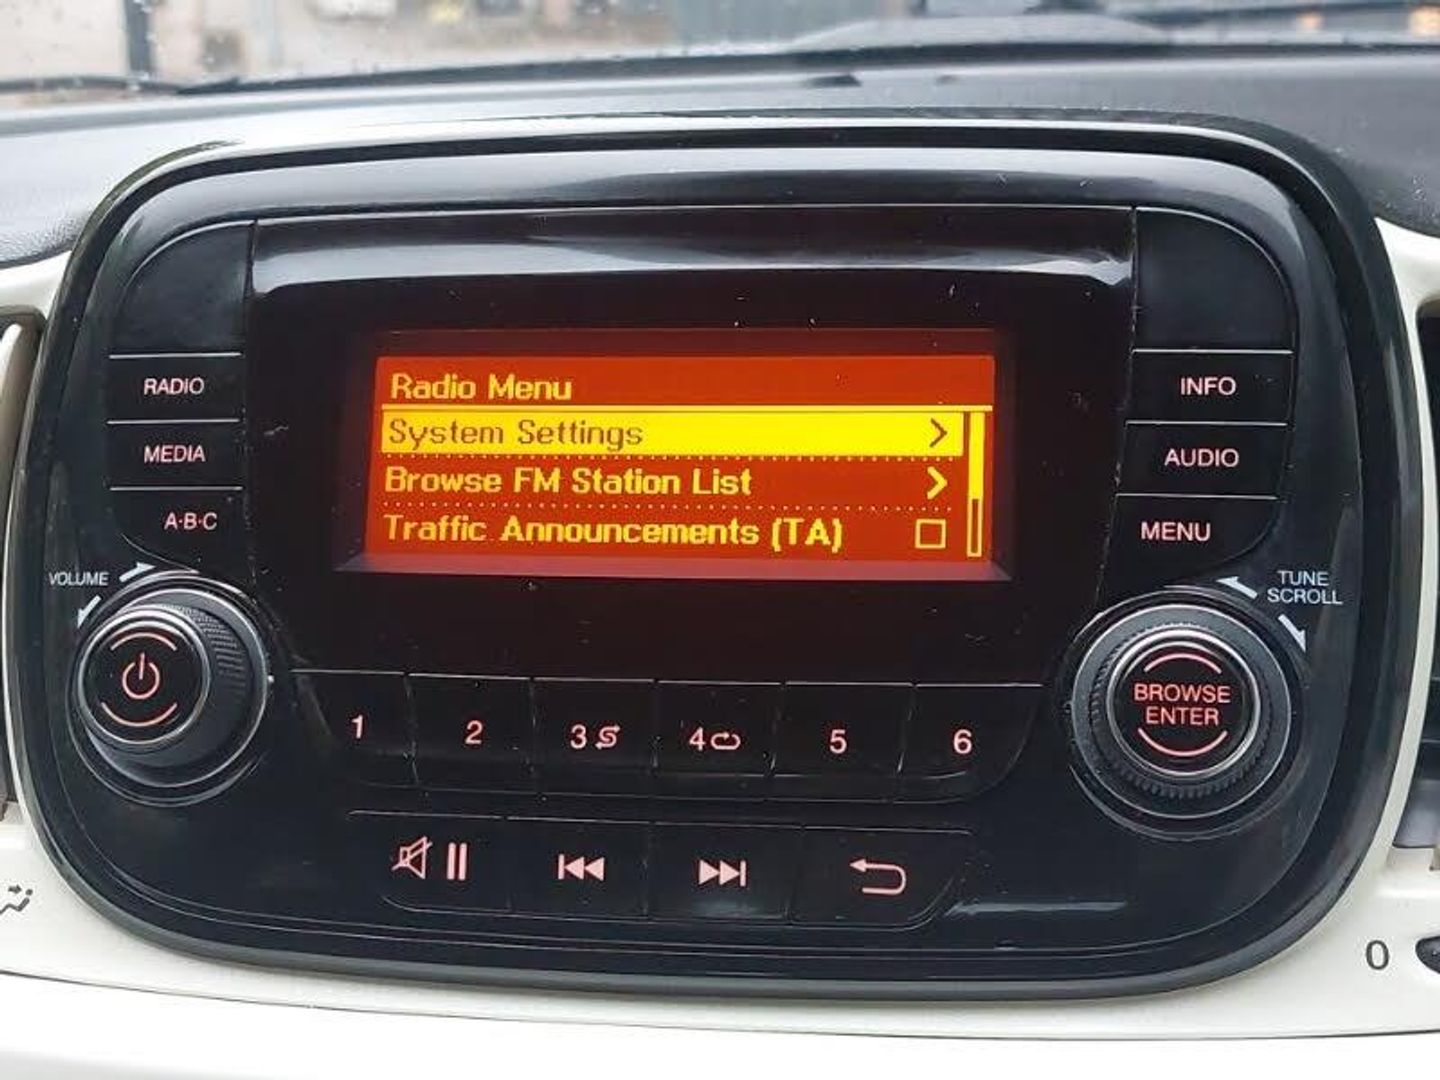 Radio Menu
System Settings
Browse FM Station List
Traffic Announcements (TA)
RADIO
MEDIA
A·B·C
VOLUME
INFO
AUDIO
MENU
TUNE
SCROLL
BROWSE
ENTER
1 2 3 4 5 6
0